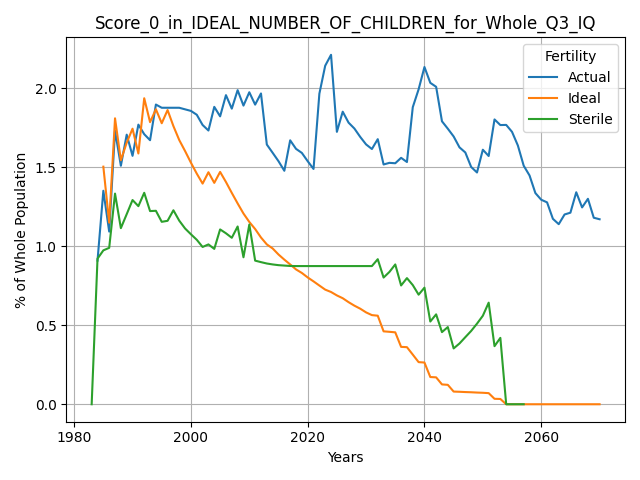 Score_0_in_IDEAL_NUMBER_OF_CHILDREN_for_Whole_Q3_IQ
Fertility
Actual
Ideal
Sterile
% of Whole Population
2.0
1.5
1.0
0.5
0.0
1980 2000 2020 2040 2060
Years